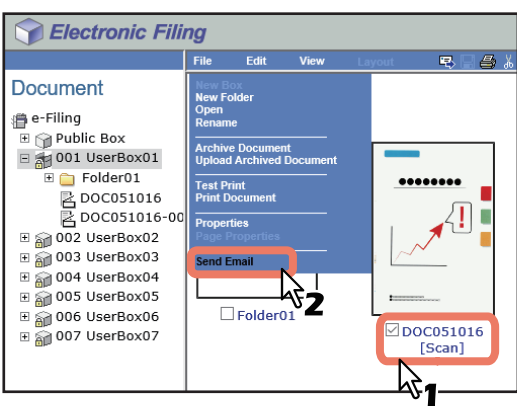 Electronic Filing
File Edit View Layout
Document
e-Filing
Public Box
001 UserBox01
Folder01
DOC051016
DOC051016-00
002 UserBox02
003 UserBox03
004 UserBox04
005 UserBox05
006 UserBox06
007 UserBox07
New Box
New Folder
Open
Rename
Archive Document
Upload Archived Document
Test Print
Print Document
Properties
Page Properties
Send Email
2
Folder01
!
DOC051016
[Scan]
1